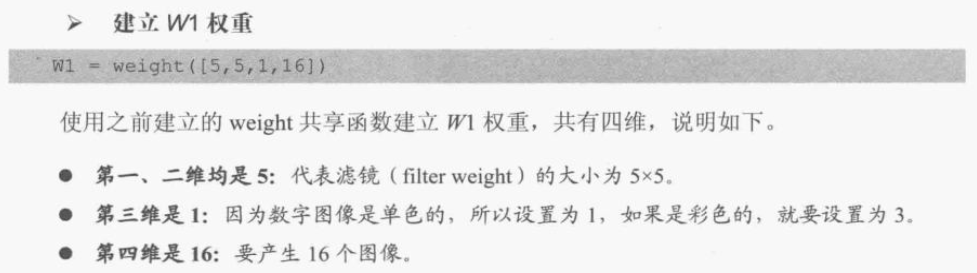 ➢ 建立 W1 权重
W1 = weight([5,5,1,16])
使用之前建立的 weight 共享函数建立 W1 权重，共有四维，说明如下。
● 第一、二维均是 5：代表滤镜（filter weight）的大小为 5×5。
● 第三维是 1：因为数字图像是单色的，所以设置为 1，如果是彩色的，就要设置为 3。
● 第四维是 16：要产生 16 个图像。